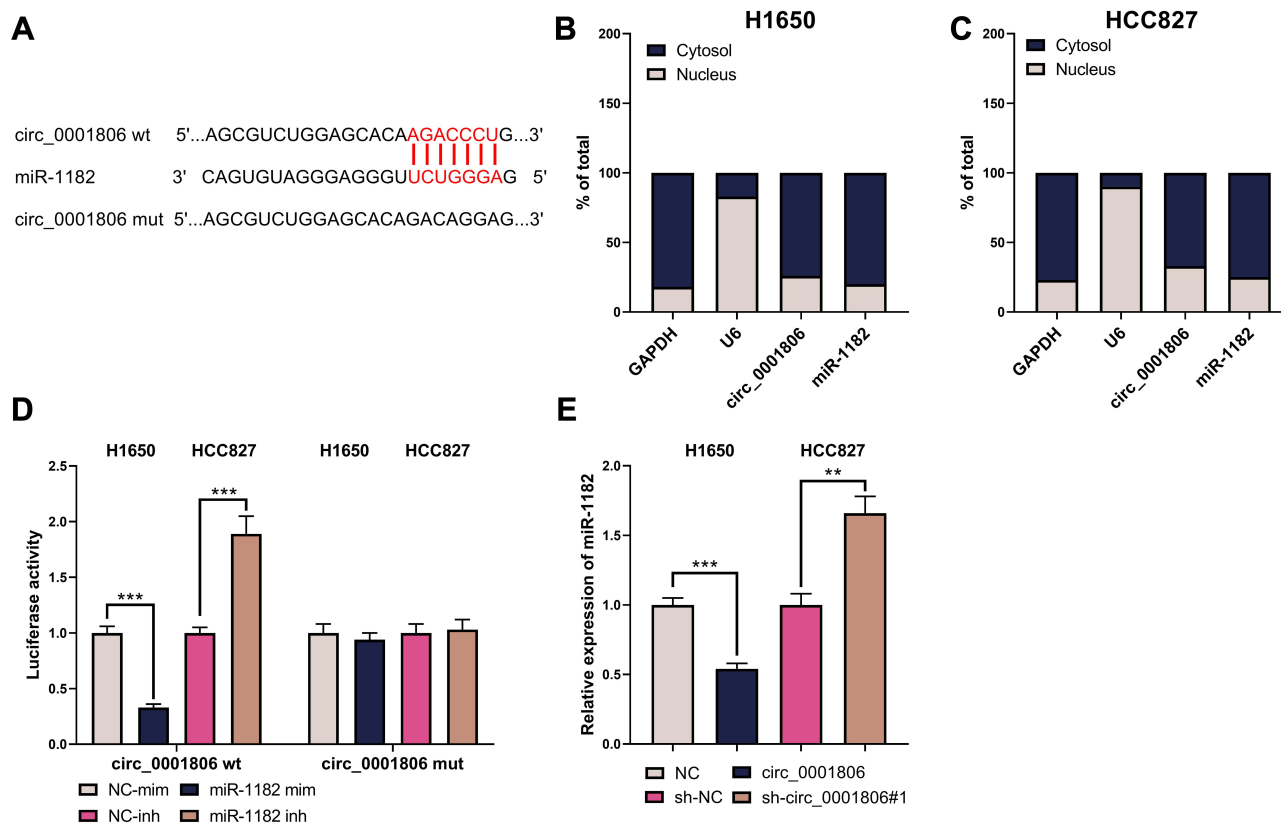 A
circ_0001806 wt 5'...AGCGUCUGGAGCACAAGACCCUG...3'
miR-1182 3' CAGUGUAGGGAGGGUUCUGGGAG 5'
circ_0001806 mut 5'...AGCGUCUGGAGCACAGACAGGAG...3'
B
H1650
200
150
100
50
0
% of total
Cytosol
Nucleus
GAPDH
U6
circ_0001806
miR-1182
C
HCC827
200
150
100
50
0
% of total
Cytosol
Nucleus
GAPDH
U6
circ_0001806
miR-1182
D
H1650 HCC827 H1650 HCC827
2.5
2.0
1.5
1.0
0.5
0.0
Luciferase activity
***
***
circ_0001806 wt circ_0001806 mut
NC-mim miR-1182 mim
NC-inh miR-1182 inh
E
H1650 HCC827
2.0
1.5
1.0
0.5
0.0
Relative expression of miR-1182
***
**
NC circ_0001806
sh-NC sh-circ_0001806#1